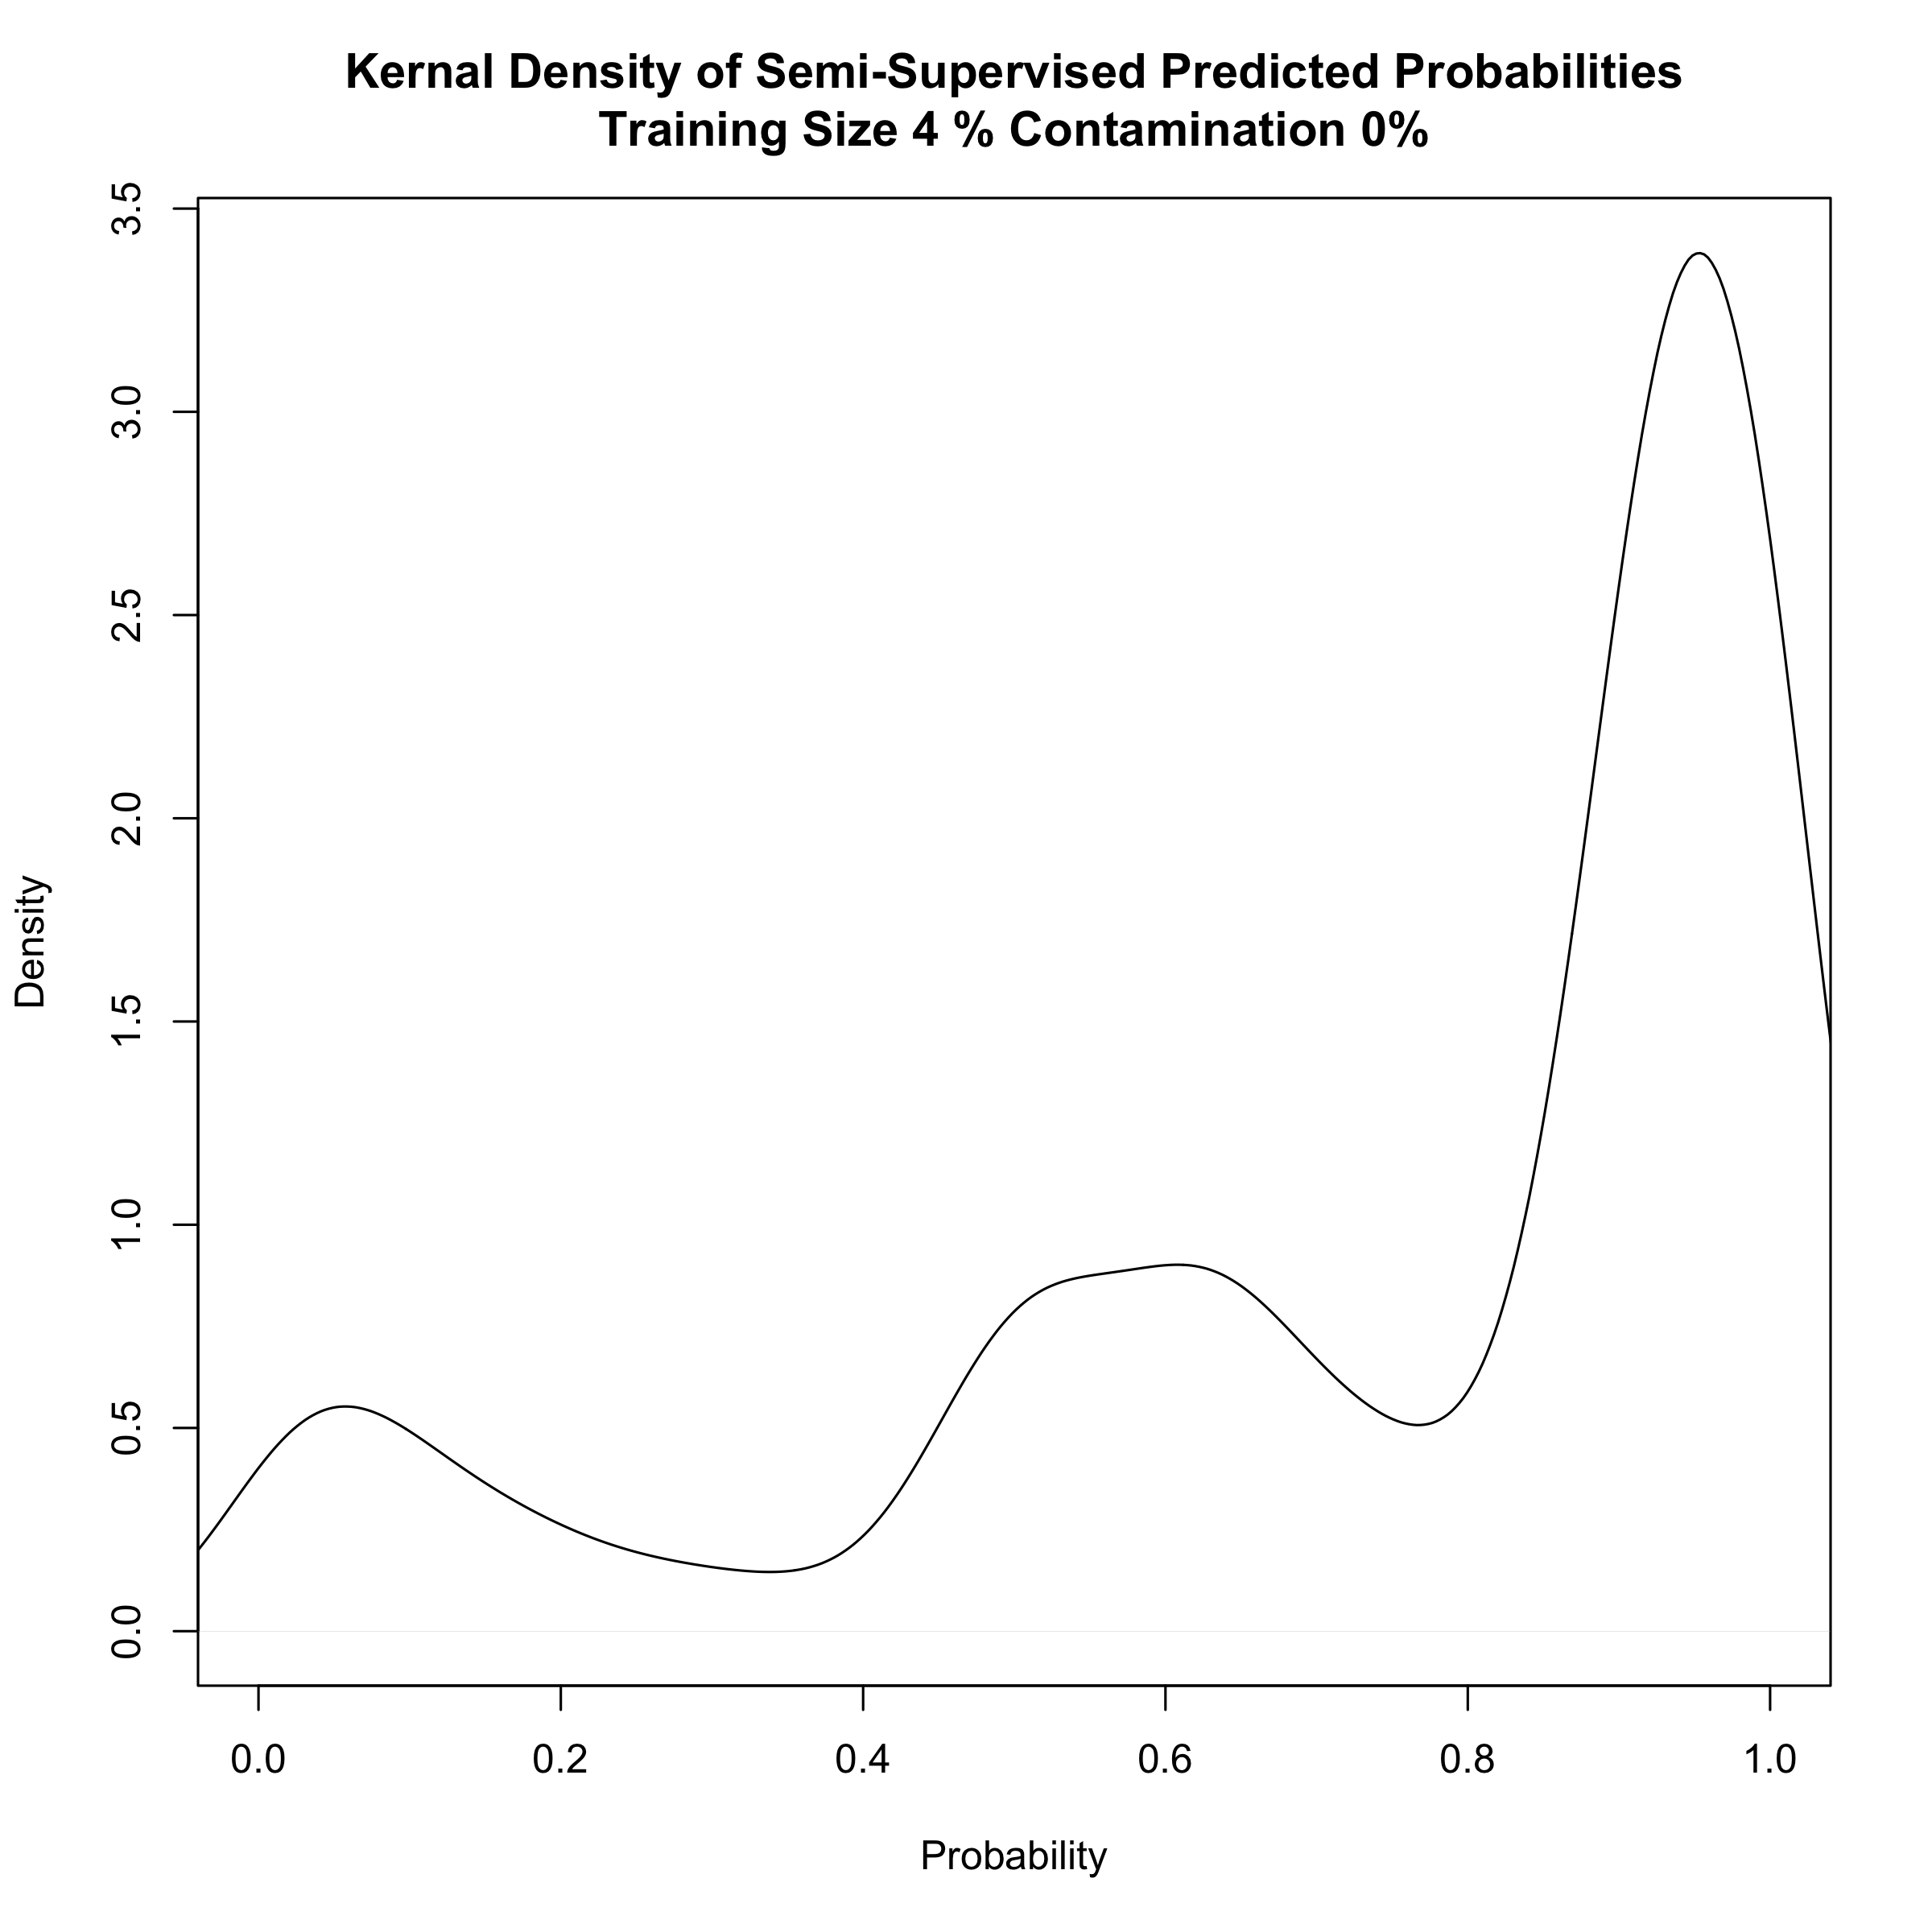 Kernal Density of Semi-Supervised Predicted Probabilities
Training Size 4 % Contamination 0%
3.5
3.0
2.5
2.0
1.5
1.0
0.5
0.0
Density
0.0 0.2 0.4 0.6 0.8 1.0
Probability